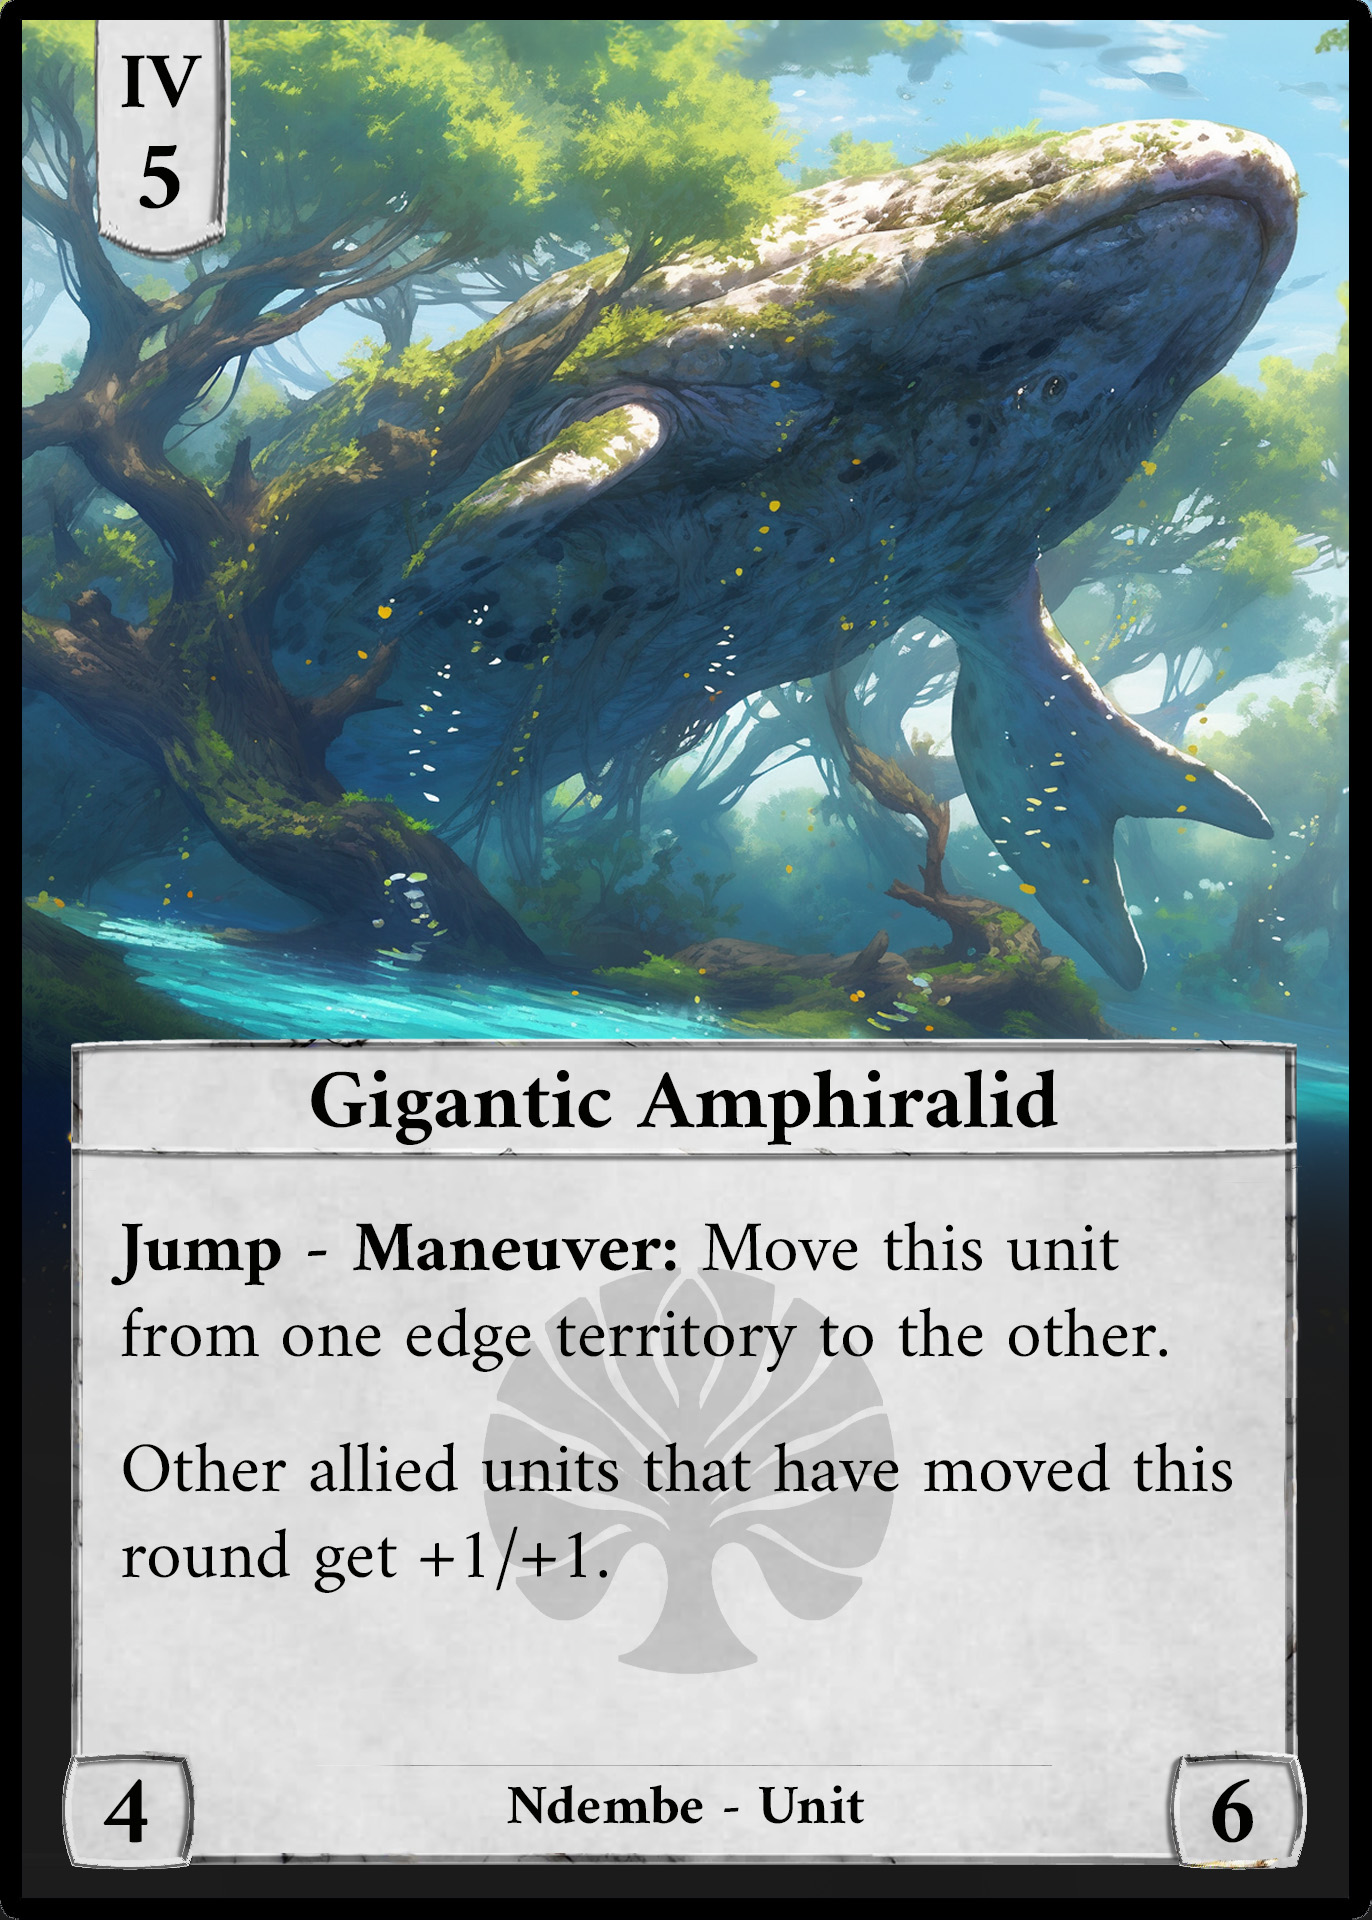 IV
5
Gigantic Amphiralid
Jump - Maneuver: Move this unit
from one edge territory to the other.
Other allied units that have moved this
round get +1/+1.
4
Ndembe - Unit
6